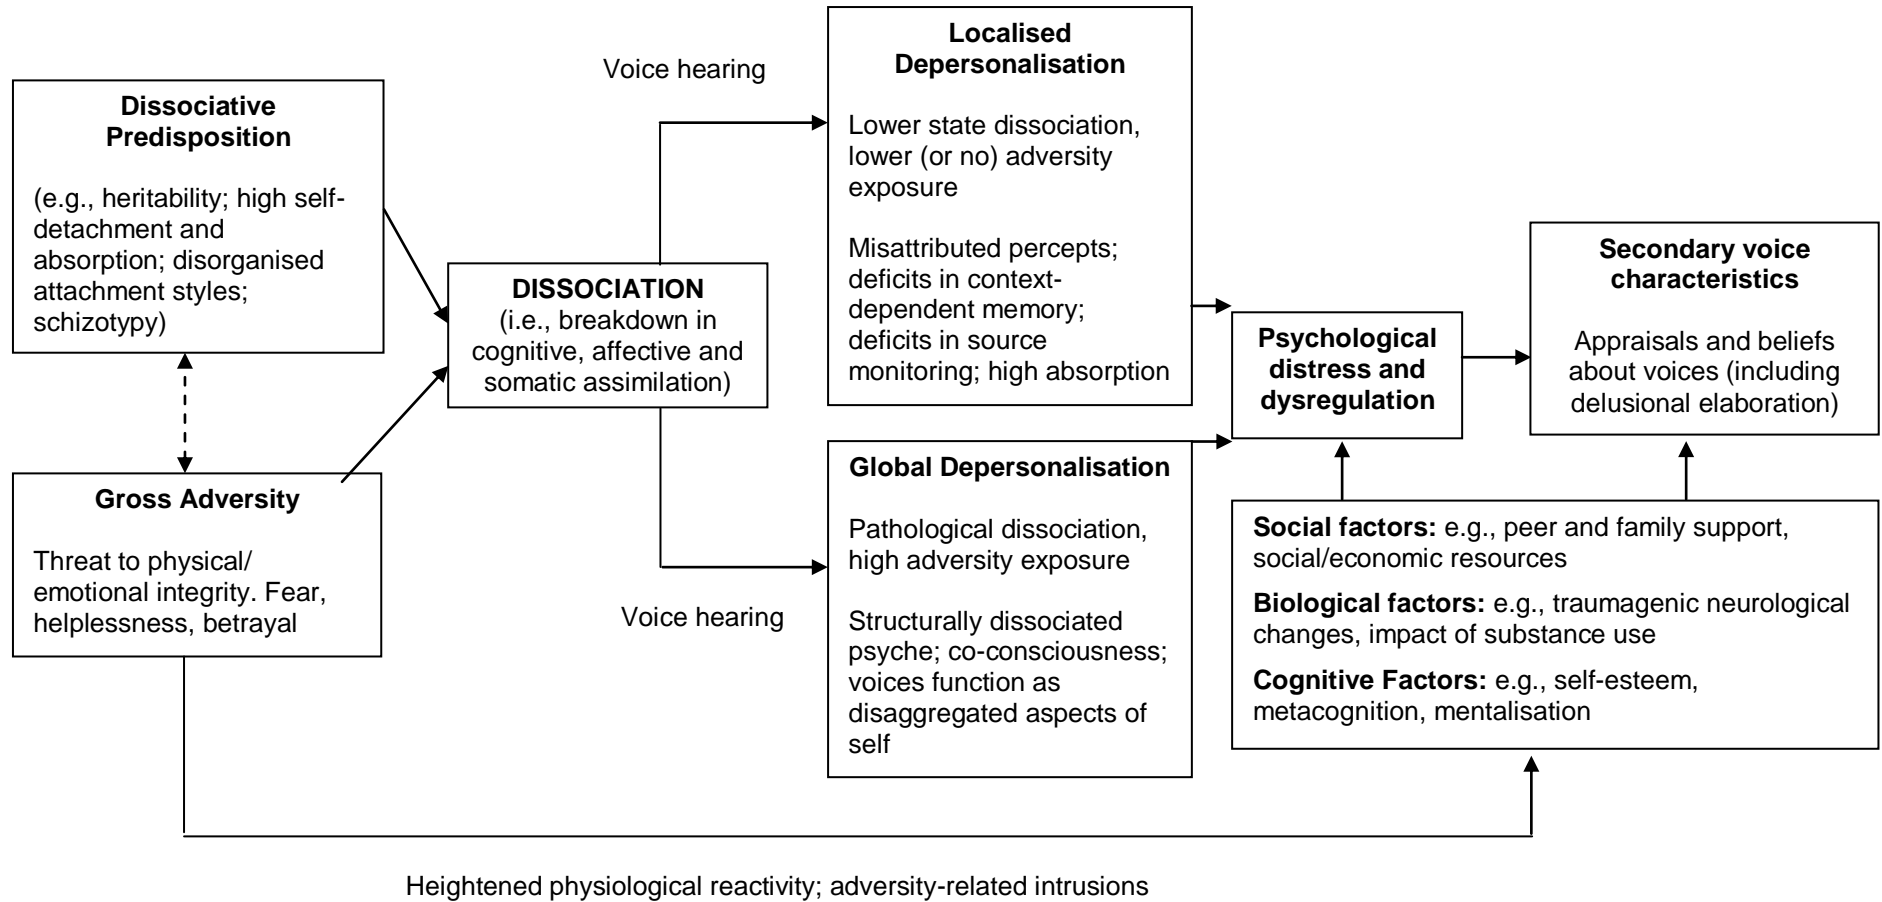 Dissociative
Predisposition
(e.g., heritability; high self-
detachment and
absorption; disorganised
attachment styles;
schizotypy)
Gross Adversity
Threat to physical/
emotional integrity. Fear,
helplessness, betrayal
DISSOCIATION
(i.e., breakdown in
cognitive, affective and
somatic assimilation)
Voice hearing
Voice hearing
Localised
Depersonalisation
Lower state dissociation,
lower (or no) adversity
exposure
Misattributed percepts;
deficits in context-
dependent memory;
deficits in source
monitoring; high absorption
Global Depersonalisation
Pathological dissociation,
high adversity exposure
Structurally dissociated
psyche; co-consciousness;
voices function as
disaggregated aspects of
self
Psychological
distress and
dysregulation
Secondary voice
characteristics
Appraisals and beliefs
about voices (including
delusional elaboration)
Social factors: e.g., peer and family support,
social/economic resources
Biological factors: e.g., traumagenic neurological
changes, impact of substance use
Cognitive Factors: e.g., self-esteem,
metacognition, mentalisation
Heightened physiological reactivity; adversity-related intrusions